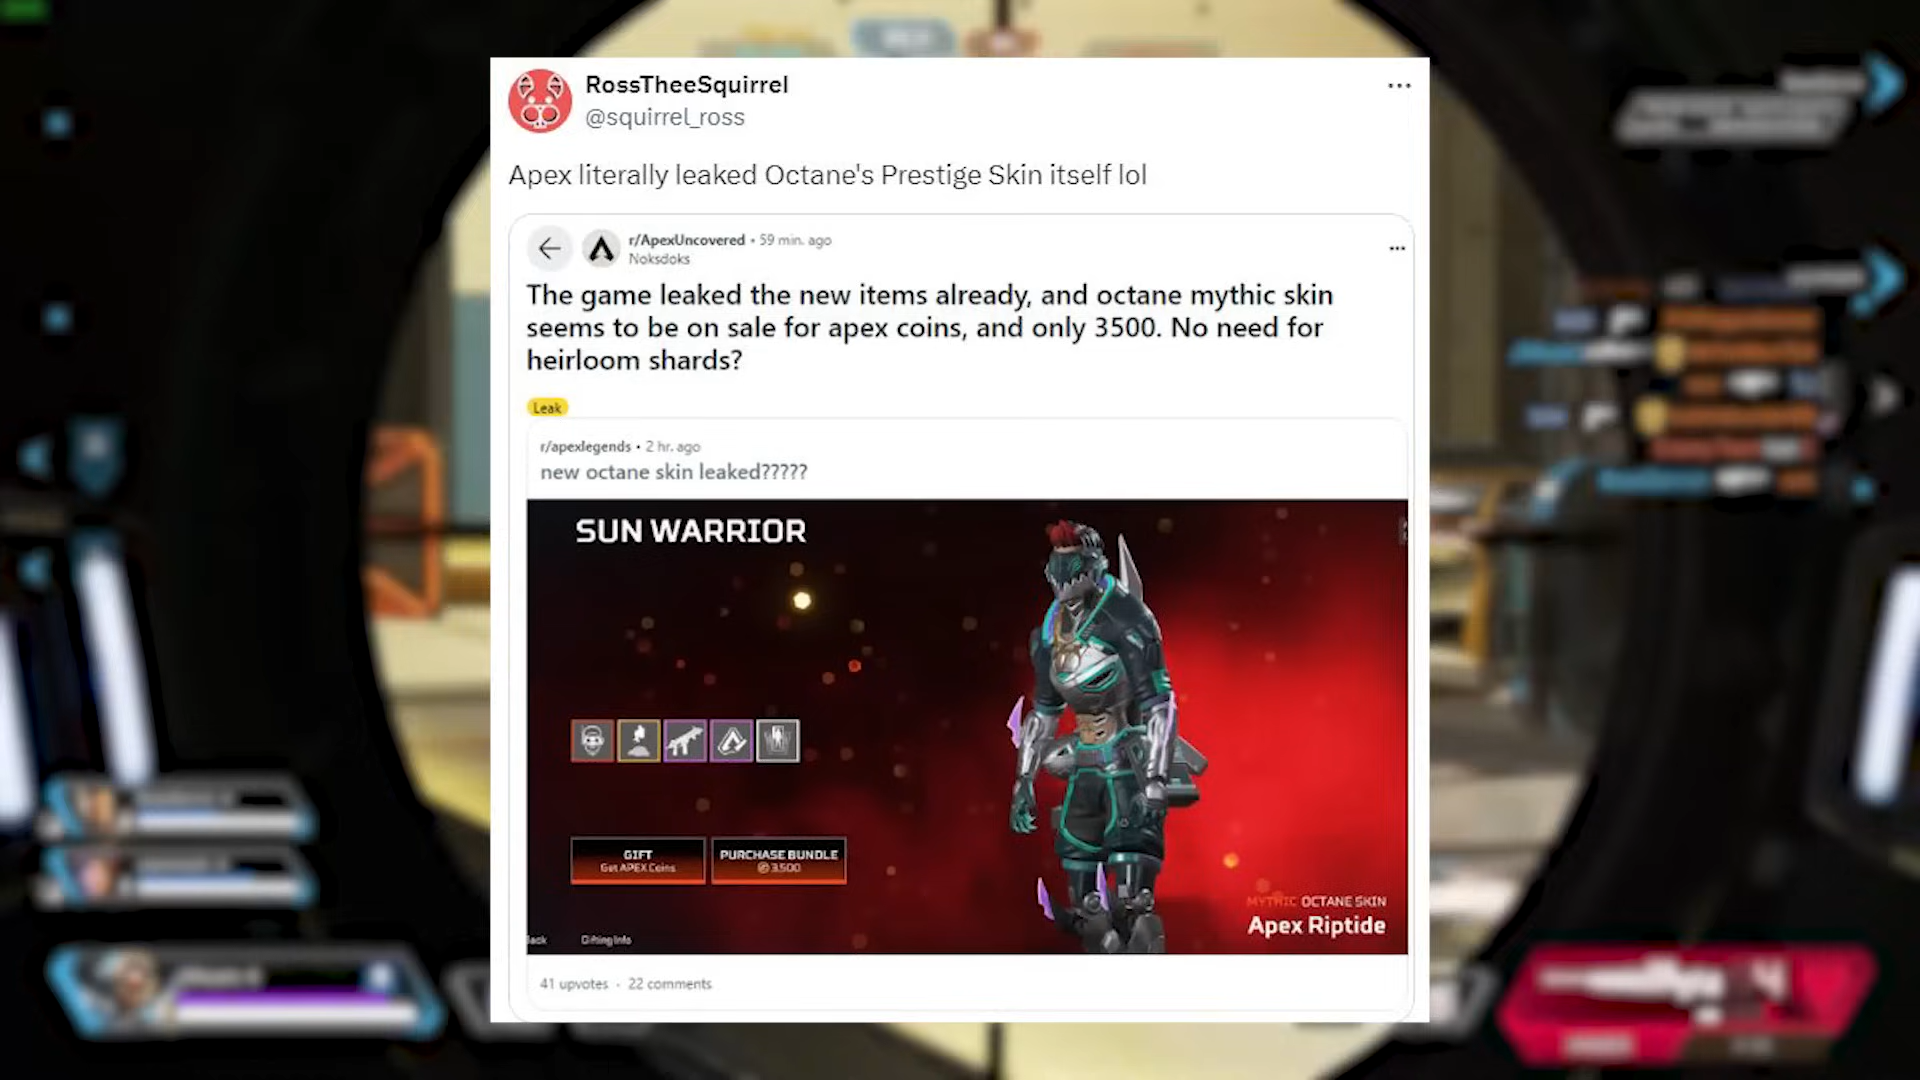 RossTheeSquirrel
@squirrel_ross
Apex literally leaked Octane's Prestige Skin itself lol
r/ApexUncovered • 59 min. ago
Noksdoks
The game leaked the new items already, and octane mythic skin
seems to be on sale for apex coins, and only 3500. No need for
heirloom shards?
Leak
r/apexlegends • 2 hr. ago
new octane skin leaked?????
SUN WARRIOR
GIFT
Get APEX Coins
PURCHASE BUNDLE
3,500
MYTHIC OCTANE SKIN
Apex Riptide
Gifting Info
41 upvotes · 22 comments